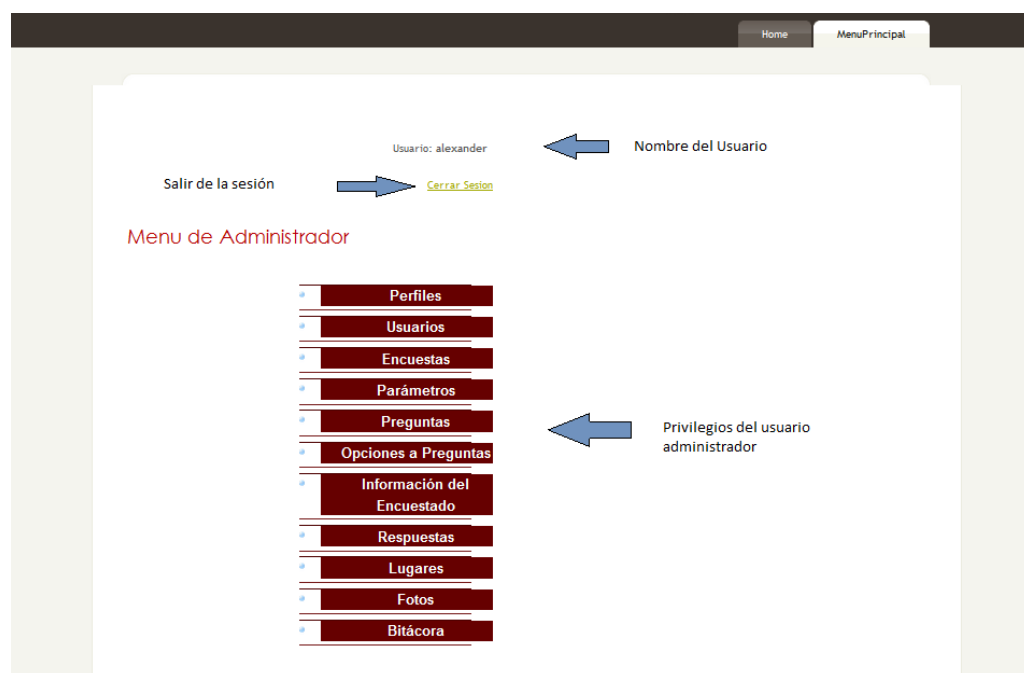 Home MenuPrincipal
Usuario: alexander
Nombre del Usuario
Salir de la sesión
Cerrar Sesion
Menu de Administrador
Perfiles
Usuarios
Encuestas
Parámetros
Preguntas
Privilegios del usuario
administrador
Opciones a Preguntas
Información del
Encuestado
Respuestas
Lugares
Fotos
Bitácora